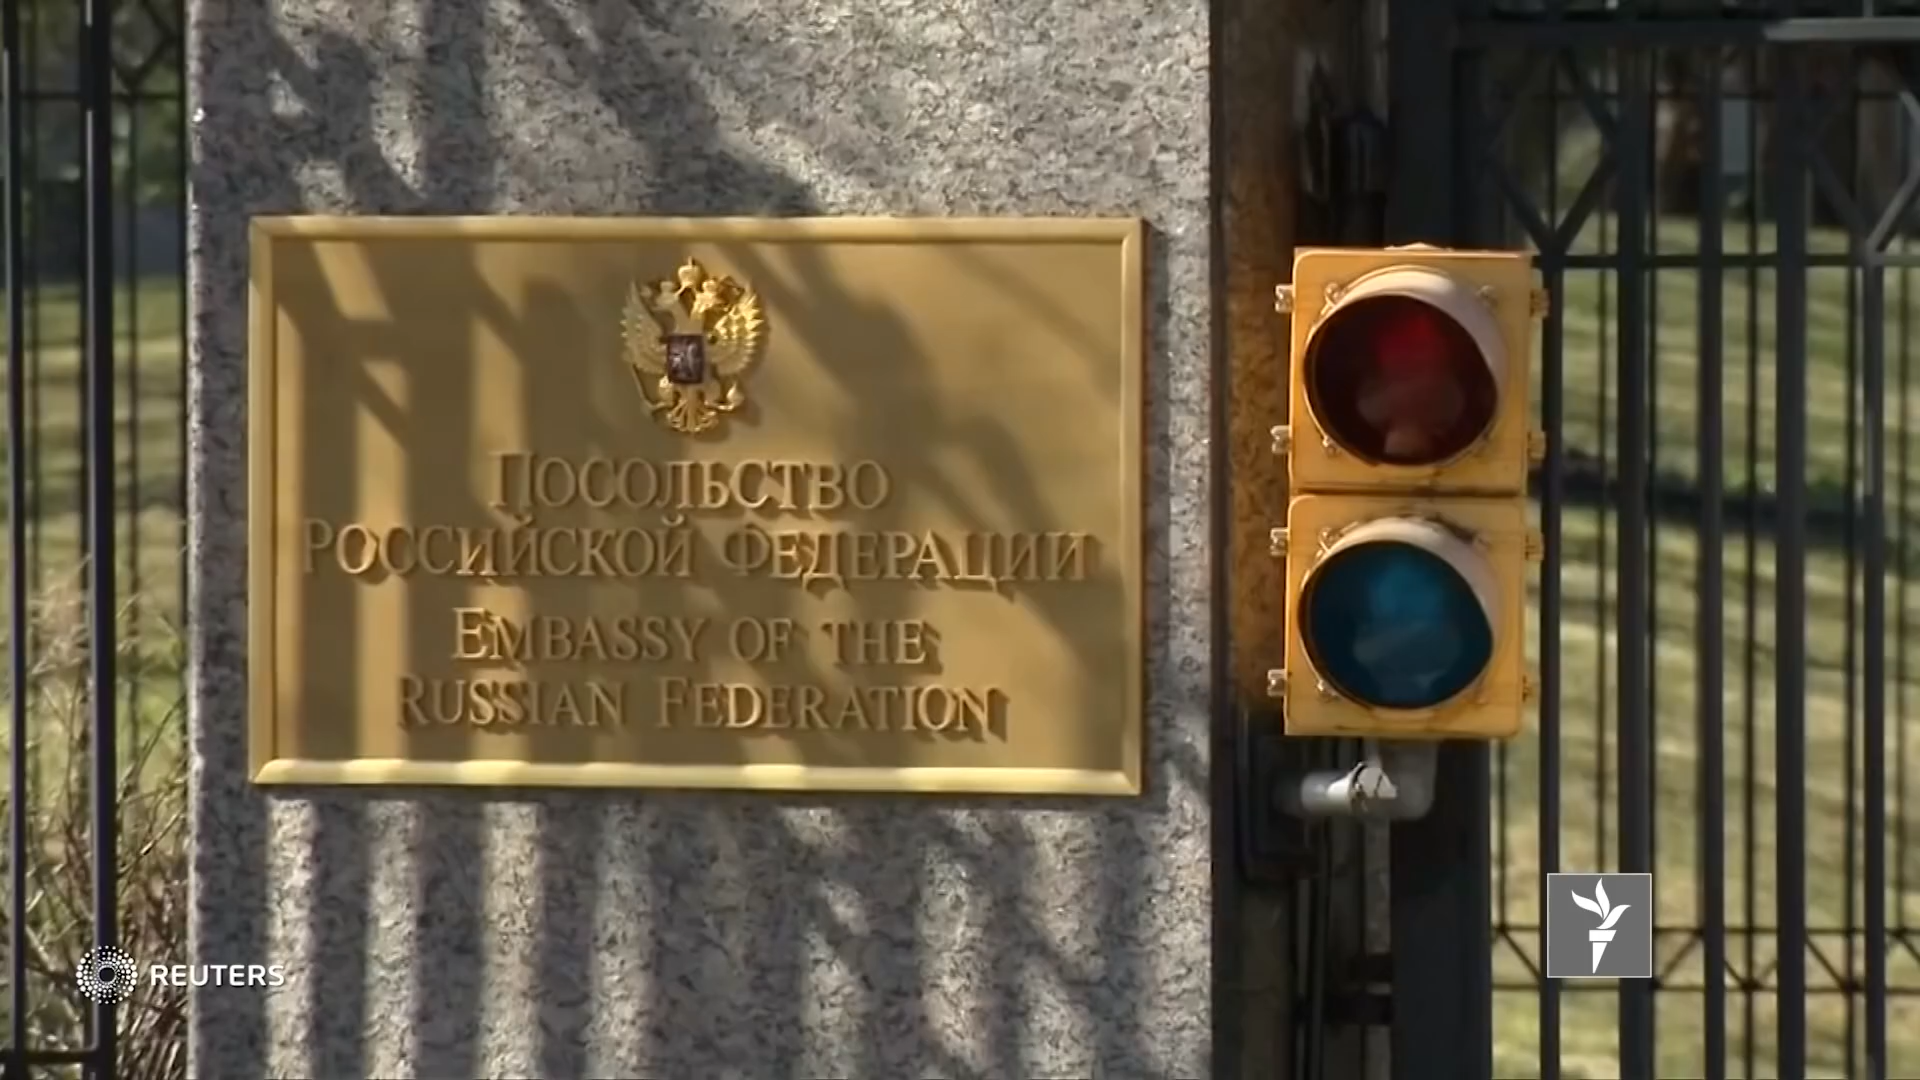 Посольство
Российской Федерации
Embassy of the
Russian Federation
REUTERS